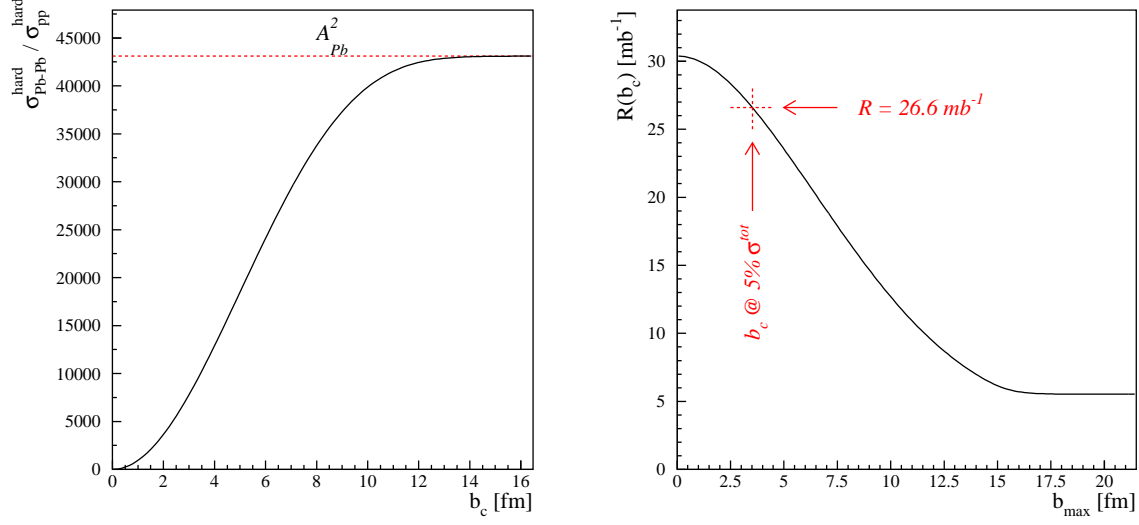 σ^hard_Pb-Pb / σ^hard_pp
45000
40000
35000
30000
25000
20000
15000
10000
5000
0
A^2_Pb
0 2 4 6 8 10 12 14 16
b_c [fm]
R(b_c) [mb^-1]
30
25
20
15
10
5
0
R = 26.6 mb^-1
b_c @ 5% σ^tot
0 2.5 5 7.5 10 12.5 15 17.5 20
b_max [fm]